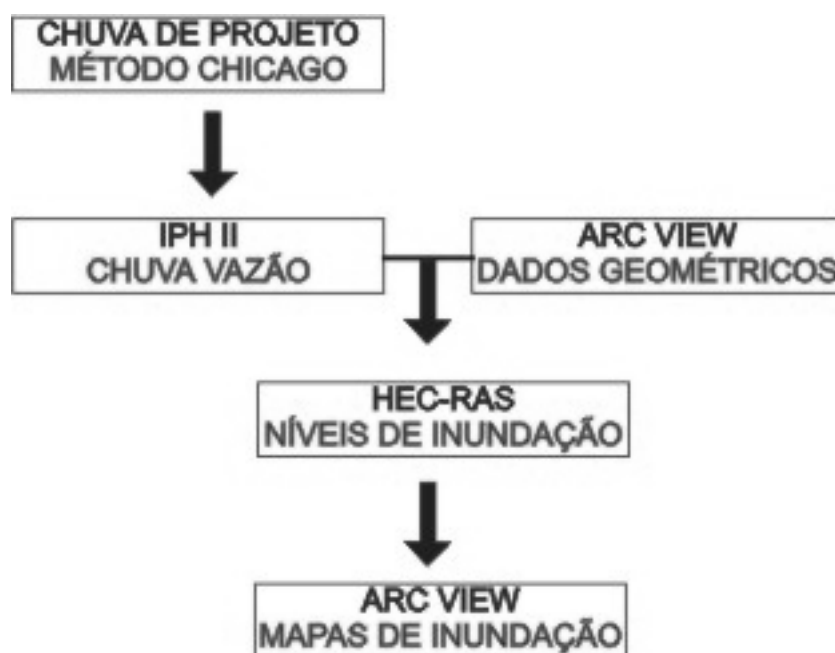 CHUVA DE PROJETO
MÉTODO CHICAGO
IPH II
CHUVA VAZÃO
ARC VIEW
DADOS GEOMÉTRICOS
HEC-RAS
NÍVEIS DE INUNDAÇÃO
ARC VIEW
MAPAS DE INUNDAÇÃO